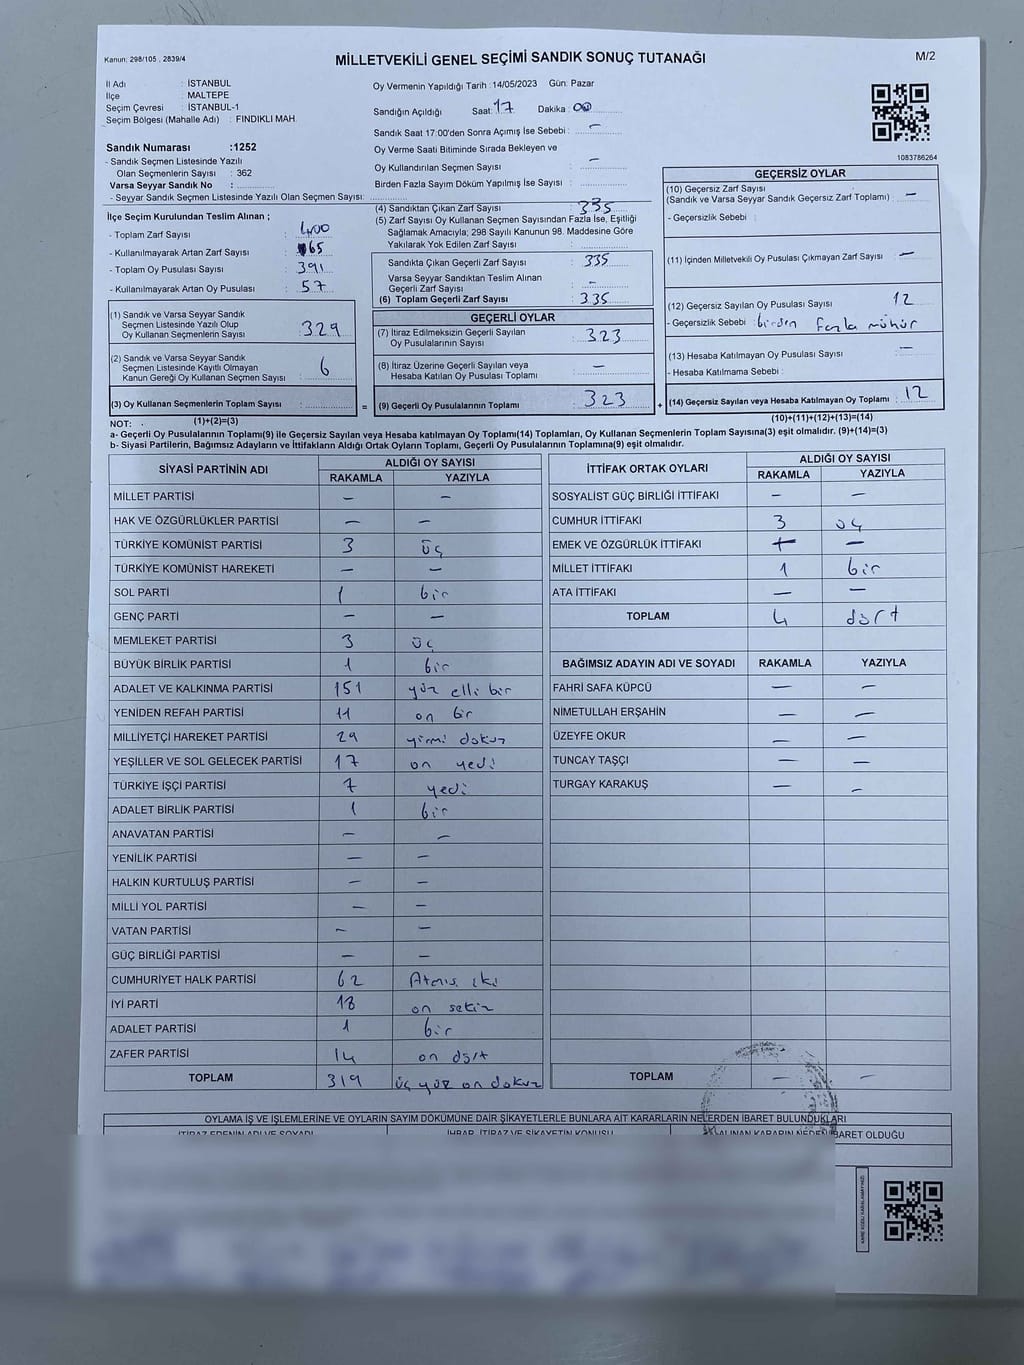 Kanun: 298/105 , 2839/4
MİLLETVEKİLİ GENEL SEÇİMİ SANDIK SONUÇ TUTANAĞI
M/2
İl Adı : İSTANBUL
İlçe : MALTEPE
Seçim Çevresi : İSTANBUL-1
Seçim Bölgesi (Mahalle Adı) : FINDIKLI MAH.
Oy Vermenin Yapıldığı Tarih : 14/05/2023 Gün: Pazar
Sandığın Açıldığı Saat: 17 Dakika : 00
Sandık Saat 17:00'den Sonra Açımış İse Sebebi : –
Oy Verme Saati Bitiminde Sırada Bekleyen ve
Oy Kullandırılan Seçmen Sayısı : –
Birden Fazla Sayım Döküm Yapılmış İse Sayısı :
1083786264
Sandık Numarası :1252
- Sandık Seçmen Listesinde Yazılı
Olan Seçmenlerin Sayısı : 362
Varsa Seyyar Sandık No :
- Seyyar Sandık Seçmen Listesinde Yazılı Olan Seçmen Sayısı:
İlçe Seçim Kurulundan Teslim Alınan ;
- Toplam Zarf Sayısı : 400
- Kullanılmayarak Artan Zarf Sayısı : 65
- Toplam Oy Pusulası Sayısı : 391
- Kullanılmayarak Artan Oy Pusulası : 57
(1) Sandık ve Varsa Seyyar Sandık
Seçmen Listesinde Yazılı Olup
Oy Kullanan Seçmenlerin Sayısı : 329
(2) Sandık ve Varsa Seyyar Sandık
Seçmen Listesinde Kayıtlı Olmayan
Kanun Gereği Oy Kullanan Seçmen Sayısı : 6
(3) Oy Kullanan Seçmenlerin Toplam Sayısı :
(4) Sandıktan Çıkan Zarf Sayısı : 335
(5) Zarf Sayısı Oy Kullanan Seçmen Sayısından Fazla İse, Eşitliği
Sağlamak Amacıyla; 298 Sayılı Kanunun 98. Maddesine Göre
Yakılarak Yok Edilen Zarf Sayısı :
Sandıkta Çıkan Geçerli Zarf Sayısı : 335
Varsa Seyyar Sandıktan Teslim Alınan
Geçerli Zarf Sayısı : –
(6) Toplam Geçerli Zarf Sayısı : 335
GEÇERLİ OYLAR
(7) İtiraz Edilmeksizin Geçerli Sayılan
Oy Pusulalarının Sayısı : 323
(8) İtiraz Üzerine Geçerli Sayılan veya
Hesaba Katılan Oy Pusulası Toplamı : –
= (9) Geçerli Oy Pusulalarının Toplamı : 323
GEÇERSİZ OYLAR
(10) Geçersiz Zarf Sayısı
(Sandık ve Varsa Seyyar Sandık Geçersiz Zarf Toplamı) : –
- Geçersizlik Sebebi :
(11) İçinden Milletvekili Oy Pusulası Çıkmayan Zarf Sayısı : –
(12) Geçersiz Sayılan Oy Pusulası Sayısı : 12
- Geçersizlik Sebebi : birden fazla mühür
(13) Hesaba Katılmayan Oy Pusulası Sayısı : –
- Hesaba Katılmama Sebebi :
+ (14) Geçersiz Sayılan veya Hesaba Katılmayan Oy Toplamı : 12
NOT: (1)+(2)=(3)
(10)+(11)+(12)+(13)=(14)
a- Geçerli Oy Pusulalarının Toplamı(9) ile Geçersiz Sayılan veya Hesaba katılmayan Oy Toplamı(14) Toplamları, Oy Kullanan Seçmenlerin Toplam Sayısına(3) eşit olmalıdır. (9)+(14)=(3)
b- Siyasi Partilerin, Bağımsız Adayların ve İttifakların Aldığı Ortak Oyların Toplamı, Geçerli Oy Pusulalarının Toplamına(9) eşit olmalıdır.
SİYASİ PARTİNİN ADI ALDIĞI OY SAYISI
RAKAMLA YAZIYLA
MİLLET PARTİSİ – –
HAK VE ÖZGÜRLÜKLER PARTİSİ – –
TÜRKİYE KOMÜNİST PARTİSİ 3 üç
TÜRKİYE KOMÜNİST HAREKETİ – –
SOL PARTİ 1 bir
GENÇ PARTİ – –
MEMLEKET PARTİSİ 3 üç
BÜYÜK BİRLİK PARTİSİ 1 bir
ADALET VE KALKINMA PARTİSİ 151 yüz elli bir
YENİDEN REFAH PARTİSİ 11 on bir
MİLLİYETÇİ HAREKET PARTİSİ 29 yirmi dokuz
YEŞİLLER VE SOL GELECEK PARTİSİ 17 on yedi
TÜRKİYE İŞÇİ PARTİSİ 7 yedi
ADALET BİRLİK PARTİSİ 1 bir
ANAVATAN PARTİSİ – –
YENİLİK PARTİSİ – –
HALKIN KURTULUŞ PARTİSİ – –
MİLLİ YOL PARTİSİ – –
VATAN PARTİSİ – –
GÜÇ BİRLİĞİ PARTİSİ – –
CUMHURİYET HALK PARTİSİ 62 Atmış iki
İYİ PARTİ 18 on sekiz
ADALET PARTİSİ 1 bir
ZAFER PARTİSİ 14 on dört
TOPLAM 319 üç yüz on dokuz
İTTİFAK ORTAK OYLARI ALDIĞI OY SAYISI
RAKAMLA YAZIYLA
SOSYALİST GÜÇ BİRLİĞİ İTTİFAKI – –
CUMHUR İTTİFAKI 3 üç
EMEK VE ÖZGÜRLÜK İTTİFAKI – –
MİLLET İTTİFAKI 1 bir
ATA İTTİFAKI – –
TOPLAM 4 dört
BAĞIMSIZ ADAYIN ADI VE SOYADI RAKAMLA YAZIYLA
FAHRİ SAFA KÜPCÜ – –
NİMETULLAH ERŞAHİN – –
ÜZEYFE OKUR – –
TUNCAY TAŞÇI – –
TURGAY KARAKUŞ – –
TOPLAM – –
OYLAMA İŞ VE İŞLEMLERİNE VE OYLARIN SAYIM DÖKÜMÜNE DAİR ŞİKAYETLERLE BUNLARA AİT KARARLARIN NELERDEN İBARET BULUNDUKLARI
İTİRAZ EDENİN ADI VE SOYADI İHBAR, İTİRAZ VE ŞİKAYETİN KONUSU ALINAN KARARIN NEDEN İBARET OLDUĞU